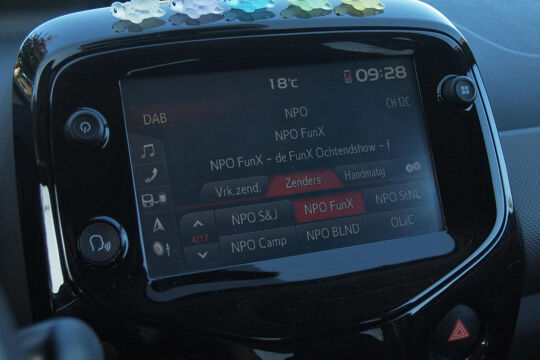 18°C 09:28
DAB NPO CH 12C
NPO FunX
NPO FunX - de FunX Ochtendshow - F
Vrk.zend. Zenders Handmatig
NPO S&J NPO FunX NPO StNL
4/17
NPO Camp NPO BLND OLiC